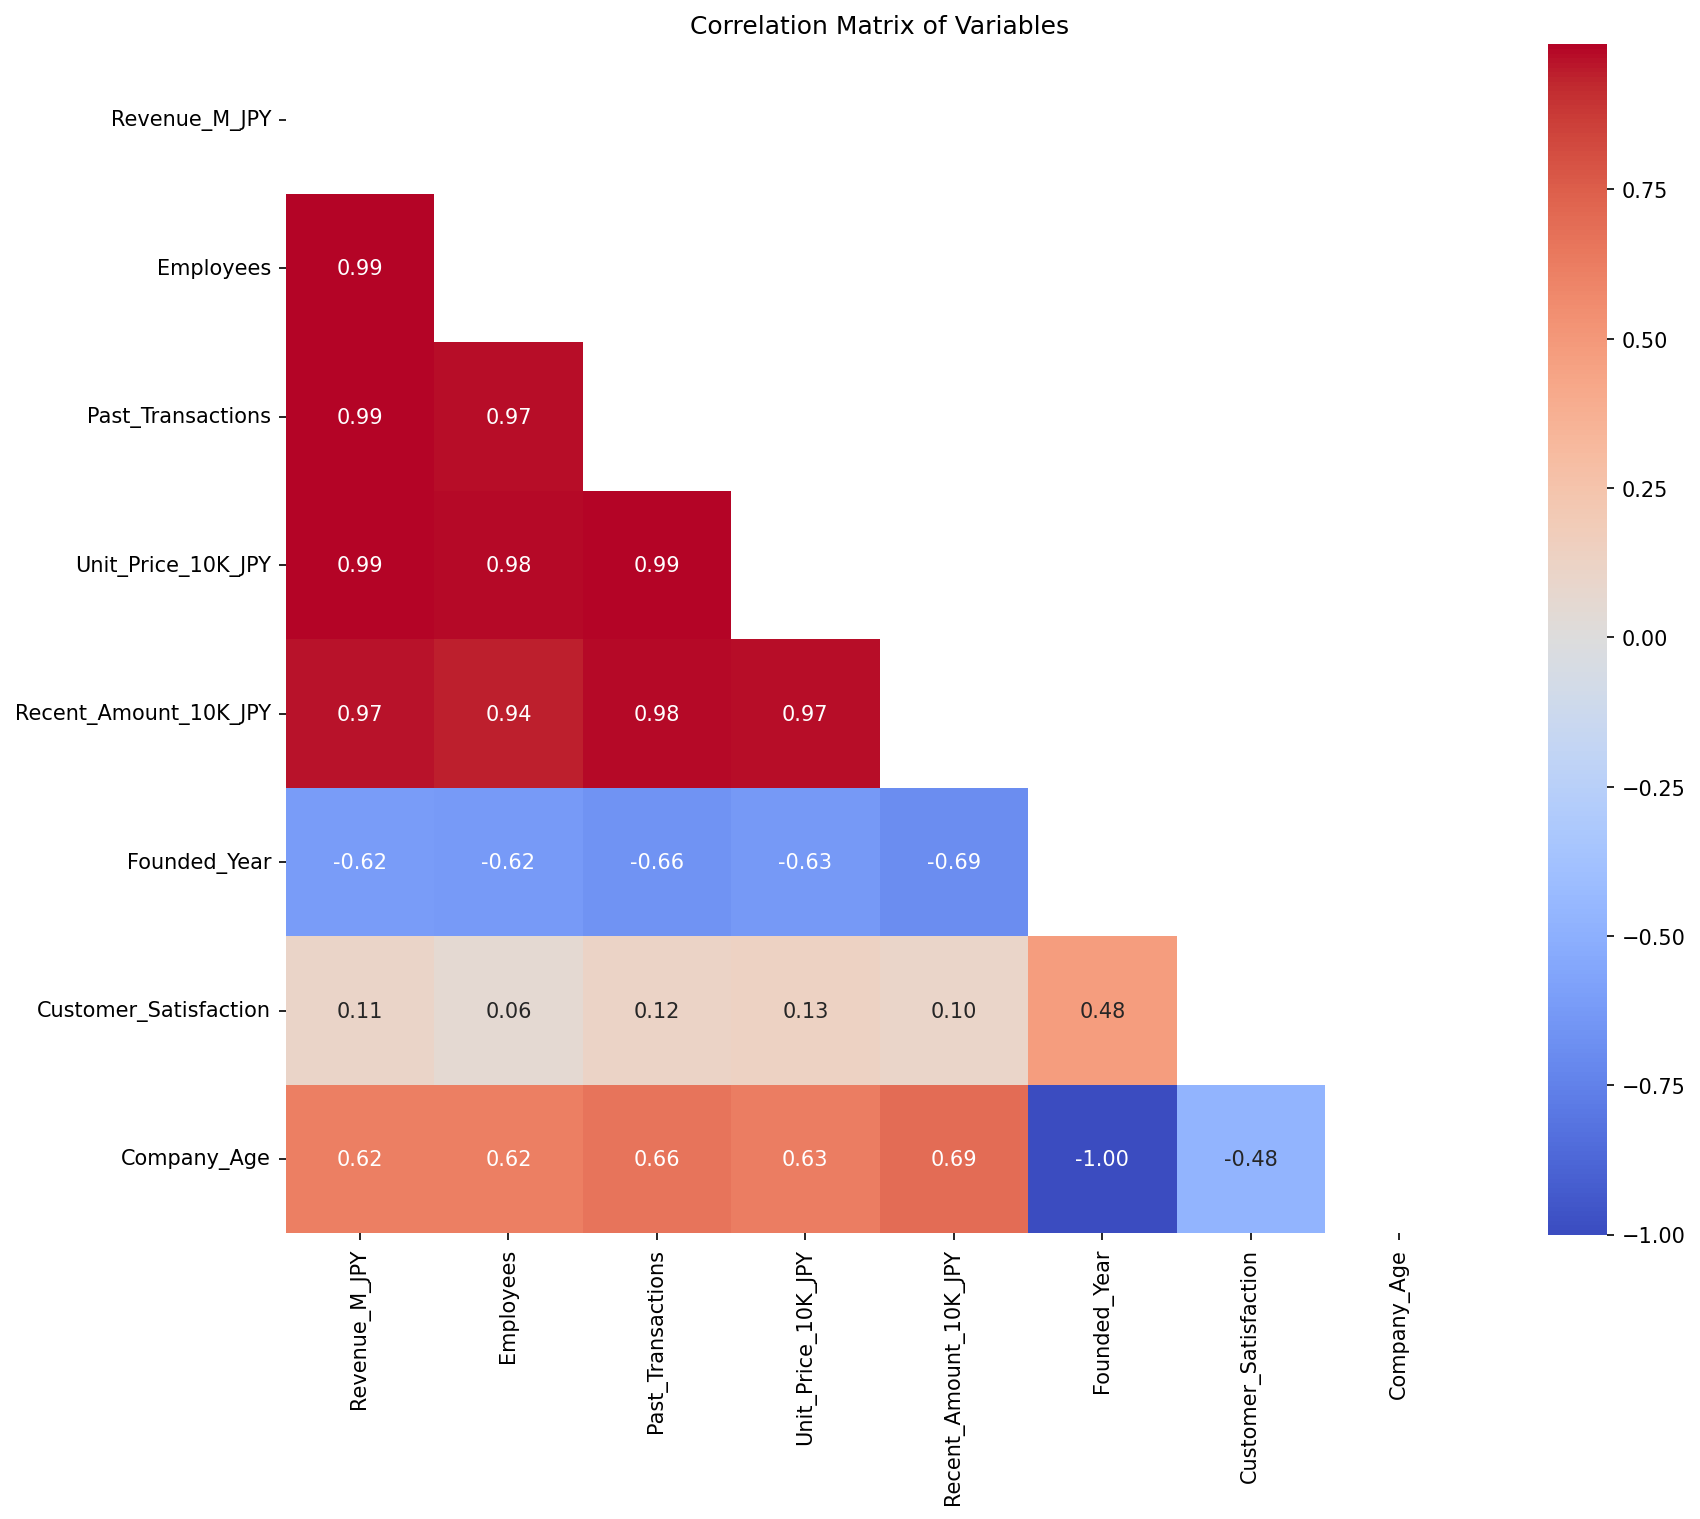 Correlation Matrix of Variables
Revenue_M_JPY
Employees 0.99
Past_Transactions 0.99 0.97
Unit_Price_10K_JPY 0.99 0.98 0.99
Recent_Amount_10K_JPY 0.97 0.94 0.98 0.97
Founded_Year -0.62 -0.62 -0.66 -0.63 -0.69
Customer_Satisfaction 0.11 0.06 0.12 0.13 0.10 0.48
Company_Age 0.62 0.62 0.66 0.63 0.69 -1.00 -0.48
Revenue_M_JPY
Employees
Past_Transactions
Unit_Price_10K_JPY
Recent_Amount_10K_JPY
Founded_Year
Customer_Satisfaction
Company_Age
0.75
0.50
0.25
0.00
−0.25
−0.50
−0.75
−1.00